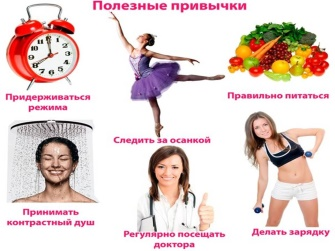 Полезные привычки
Придерживаться
режима
Следить за осанкой
Правильно питаться
Принимать
контрастный душ
Регулярно посещать
доктора
Делать зарядку